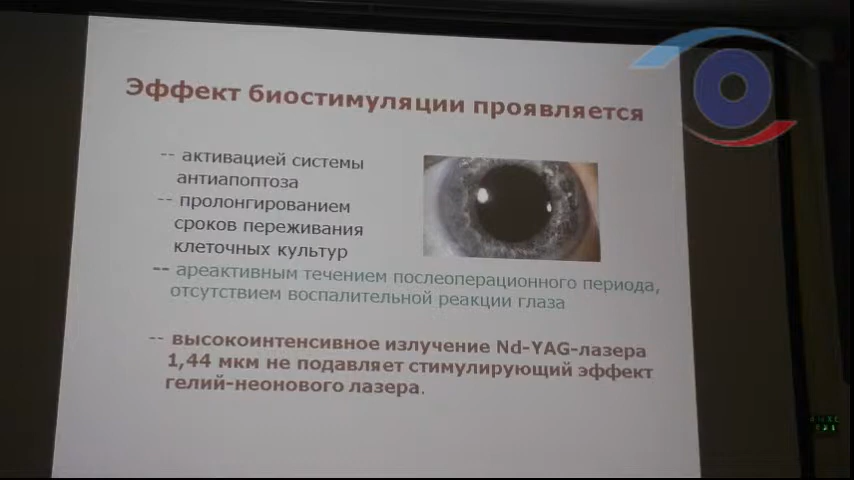 Эффект биостимуляции проявляется
-- активацией системы
антиапоптоза
-- пролонгированием
сроков переживания
клеточных культур
-- ареактивным течением послеоперационного периода,
отсутствием воспалительной реакции глаза
-- высокоинтенсивное излучение Nd-YAG-лазера
1,44 мкм не подавляет стимулирующий эффект
гелий-неонового лазера.